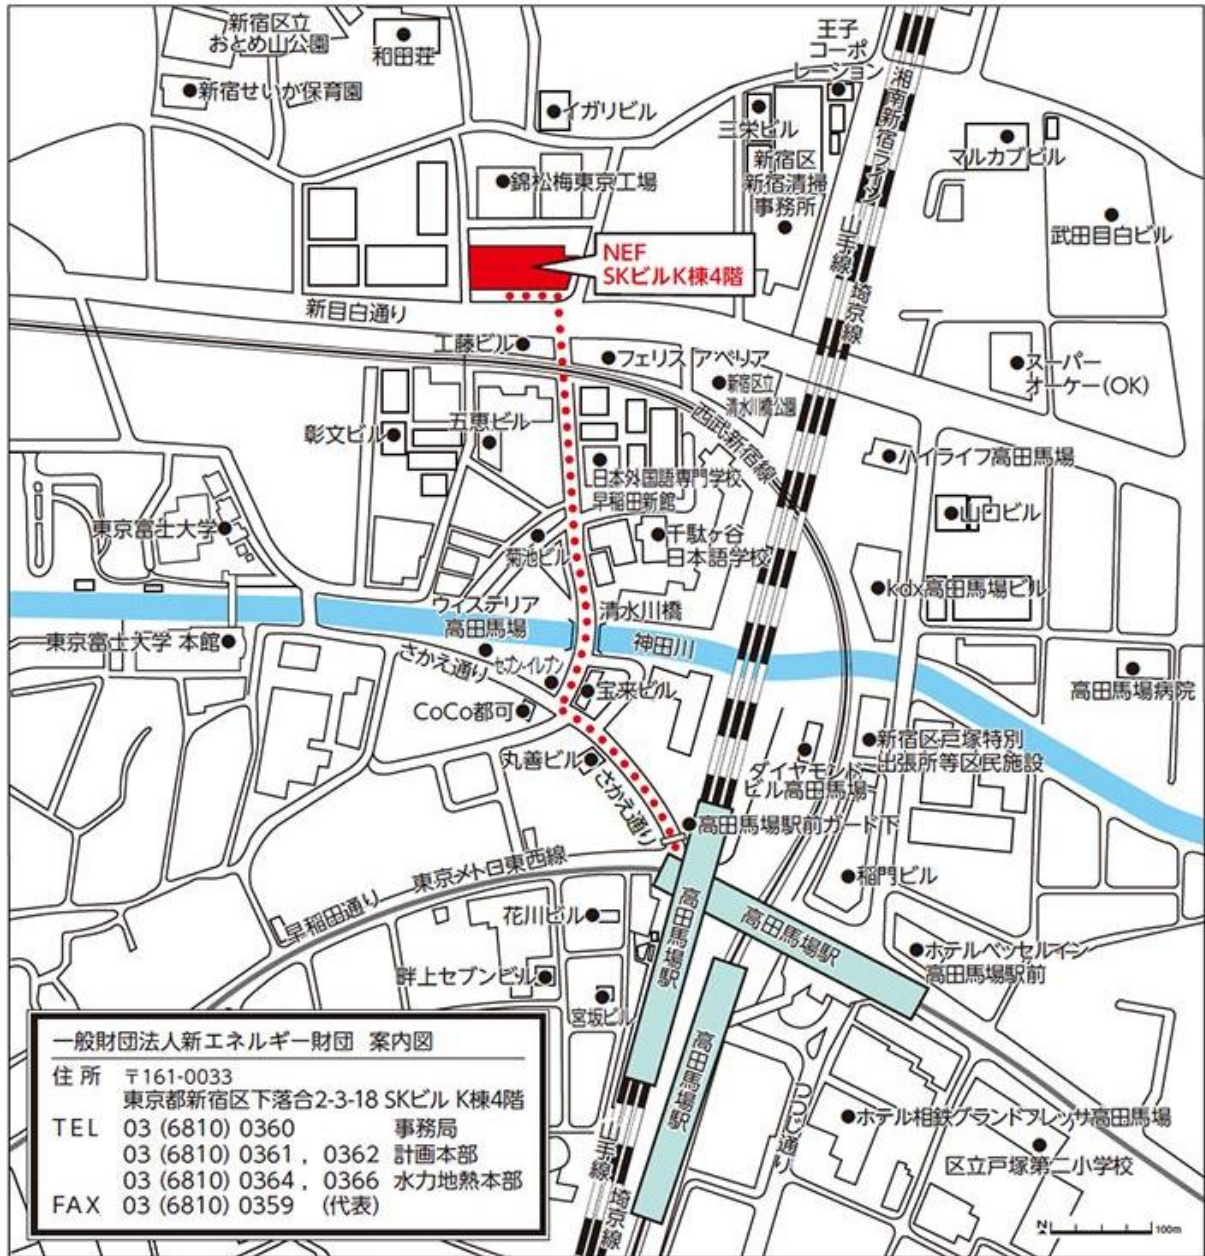 新宿区立
おとめ山公園
和田荘
王子
コーポ
レーション
新宿せいが保育園
イガリビル
三栄ビル
湘南新宿ライン
マルカブビル
新宿区
新宿清掃
事務所
錦松梅東京工場
武田目白ビル
山手線
埼京線
NEF
SKビルK棟4階
新目白通り
工藤ビル
フェリス アベリア
新宿区立
清水川橋公園
スーパー
オーケー(OK)
西武新宿線
五恵ビル
彰文ビル
ハイライフ高田馬場
日本外国語専門学校
早稲田新館
山口ビル
東京富士大学
菊池ビル
千駄ヶ谷
日本語学校
kdx高田馬場ビル
ウィステリア
高田馬場
清水川橋
神田川
東京富士大学 本館
さかえ通り
セブン-イレブン
宝来ビル
高田馬場病院
CoCo都可
新宿区戸塚特別
出張所等区民施設
丸善ビル
さかえ通り
ダイヤモンド
ビル高田馬場
高田馬場駅前ガード下
東京メトロ東西線
早稲田通り
稲門ビル
花川ビル
高田馬場駅
高田馬場駅
ホテルベッセルイン
高田馬場駅前
畔上セブンビル
宮坂ビル
高田馬場駅
つつじ通り
ホテル相鉄グランドフレッサ高田馬場
区立戸塚第二小学校
山手線
埼京線
一般財団法人新エネルギー財団 案内図
住 所 〒161-0033
東京都新宿区下落合2-3-18 SKビル K棟4階
TEL 03 (6810) 0360 事務局
03 (6810) 0361 , 0362 計画本部
03 (6810) 0364 , 0366 水力地熱本部
FAX 03 (6810) 0359 (代表)
N
100m